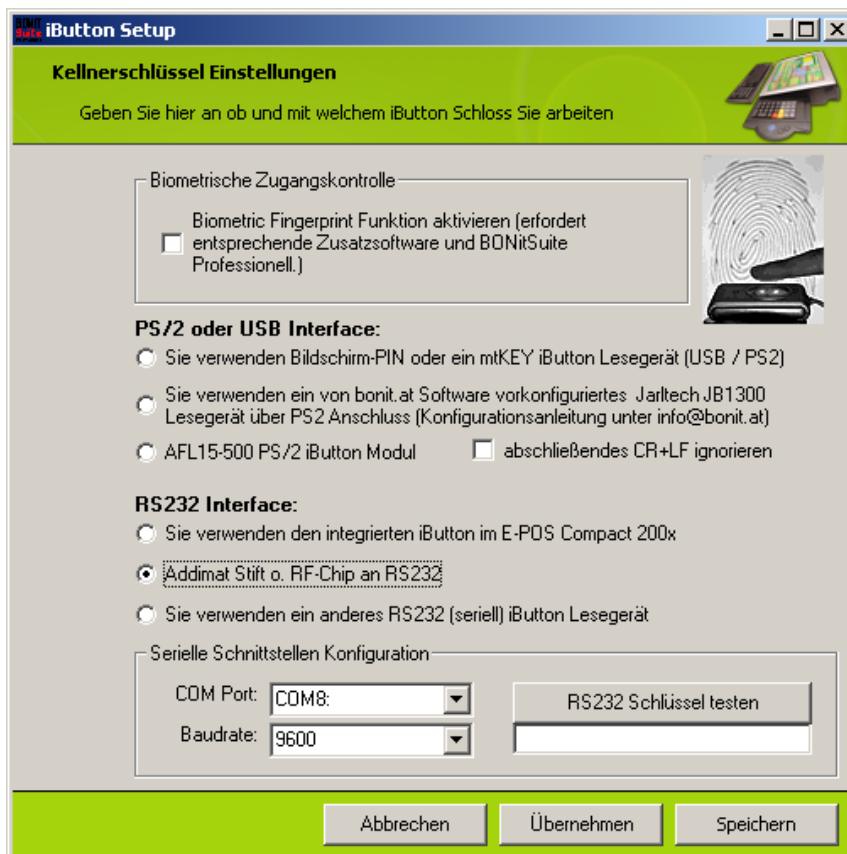 BONIT
Suite
iButton Setup
Kellnerschlüssel Einstellungen
Geben Sie hier an ob und mit welchem iButton Schloss Sie arbeiten
Biometrische Zugangskontrolle
Biometric Fingerprint Funktion aktivieren (erfordert
entsprechende Zusatzsoftware und BONitSuite
Professionell.)
PS/2 oder USB Interface:
Sie verwenden Bildschirm-PIN oder ein mtKEY iButton Lesegerät (USB / PS2)
Sie verwenden ein von bonit.at Software vorkonfiguriertes Jarltech JB1300
Lesegerät über PS2 Anschluss (Konfigurationsanleitung unter info@bonit.at)
AFL15-500 PS/2 iButton Modul abschließendes CR+LF ignorieren
RS232 Interface:
Sie verwenden den integrierten iButton im E-POS Compact 200x
Addimat Stift o. RF-Chip an RS232
Sie verwenden ein anderes RS232 (seriell) iButton Lesegerät
Serielle Schnittstellen Konfiguration
COM Port: COM8: RS232 Schlüssel testen
Baudrate: 9600
Abbrechen Übernehmen Speichern